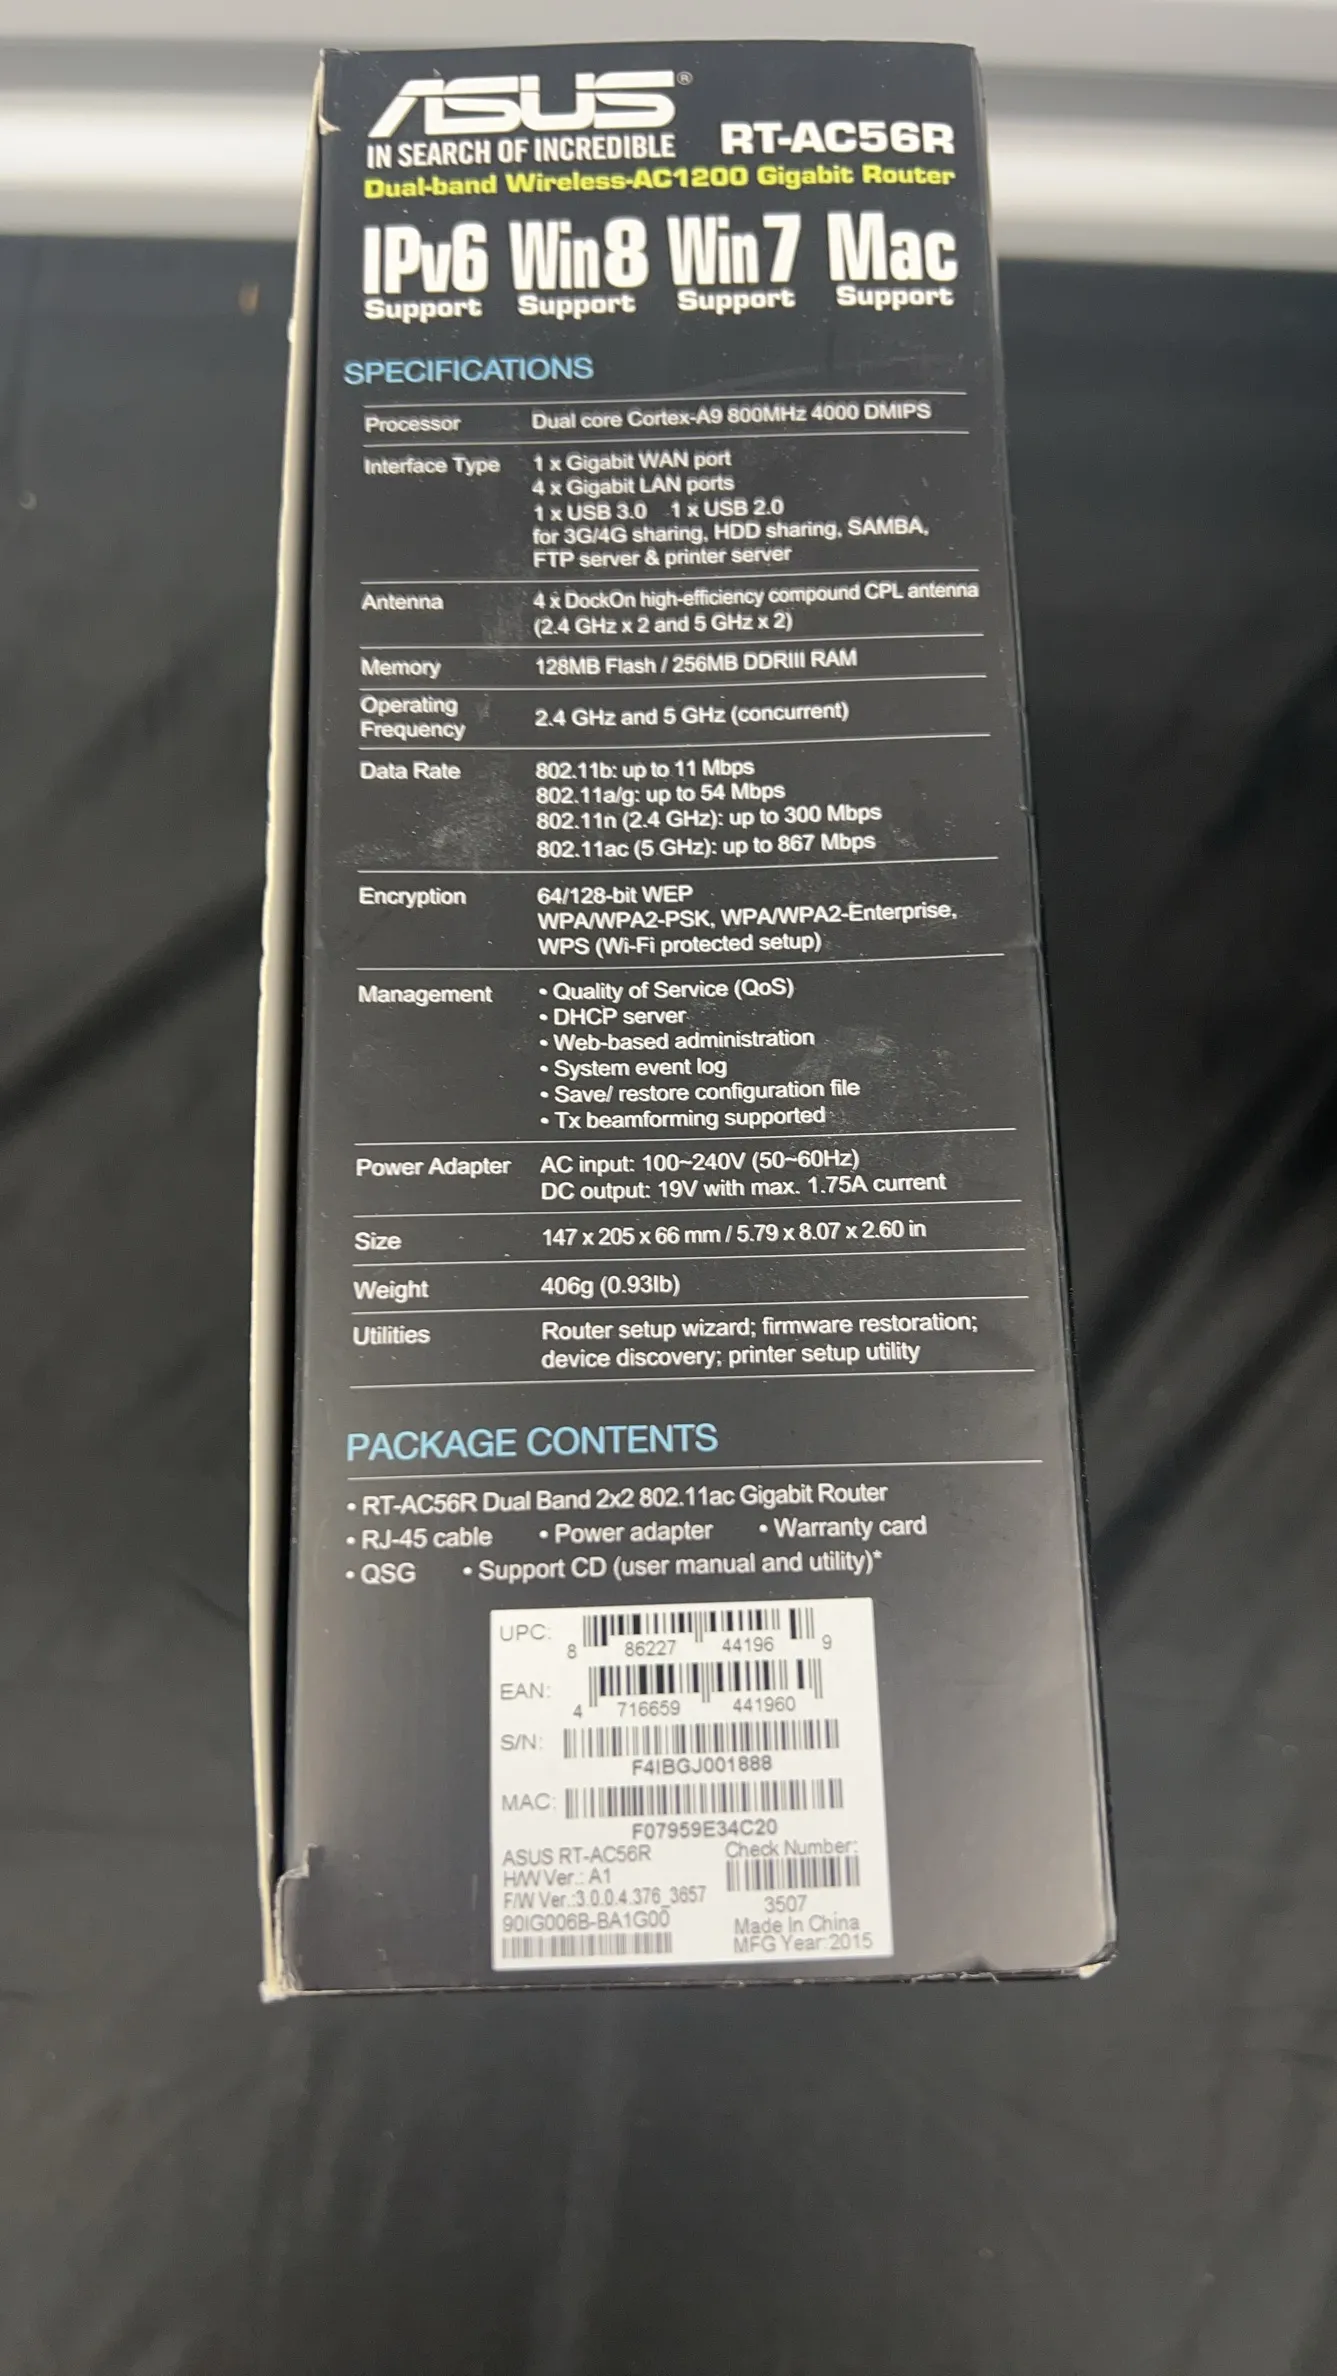 ASUS®
IN SEARCH OF INCREDIBLE
RT-AC56R
Dual-band Wireless-AC1200 Gigabit Router
IPv6 Win8 Win7 Mac
Support Support Support Support
SPECIFICATIONS
Processor Dual core Cortex-A9 800MHz 4000 DMIPS
Interface Type 1 x Gigabit WAN port
4 x Gigabit LAN ports
1 x USB 3.0 1 x USB 2.0
for 3G/4G sharing, HDD sharing, SAMBA,
FTP server & printer server
Antenna 4 x DockOn high-efficiency compound CPL antenna
(2.4 GHz x 2 and 5 GHz x 2)
Memory 128MB Flash / 256MB DDRIII RAM
Operating
Frequency 2.4 GHz and 5 GHz (concurrent)
Data Rate 802.11b: up to 11 Mbps
802.11a/g: up to 54 Mbps
802.11n (2.4 GHz): up to 300 Mbps
802.11ac (5 GHz): up to 867 Mbps
Encryption 64/128-bit WEP
WPA/WPA2-PSK, WPA/WPA2-Enterprise,
WPS (Wi-Fi protected setup)
Management • Quality of Service (QoS)
• DHCP server
• Web-based administration
• System event log
• Save/ restore configuration file
• Tx beamforming supported
Power Adapter AC input: 100~240V (50~60Hz)
DC output: 19V with max. 1.75A current
Size 147 x 205 x 66 mm / 5.79 x 8.07 x 2.60 in
Weight 406g (0.93lb)
Utilities Router setup wizard; firmware restoration;
device discovery; printer setup utility
PACKAGE CONTENTS
• RT-AC56R Dual Band 2x2 802.11ac Gigabit Router
• RJ-45 cable • Power adapter • Warranty card
• QSG • Support CD (user manual and utility)*
UPC: 8 86227 44196 9
EAN: 4 716659 441960
S/N:
F4IBGJ001888
MAC:
F07959E34C20
ASUS RT-AC56R Check Number:
H/W Ver.: A1
F/W Ver.:3.0.0.4.376_3657 3507
90IG006B-BA1G00 Made In China
MFG Year:2015